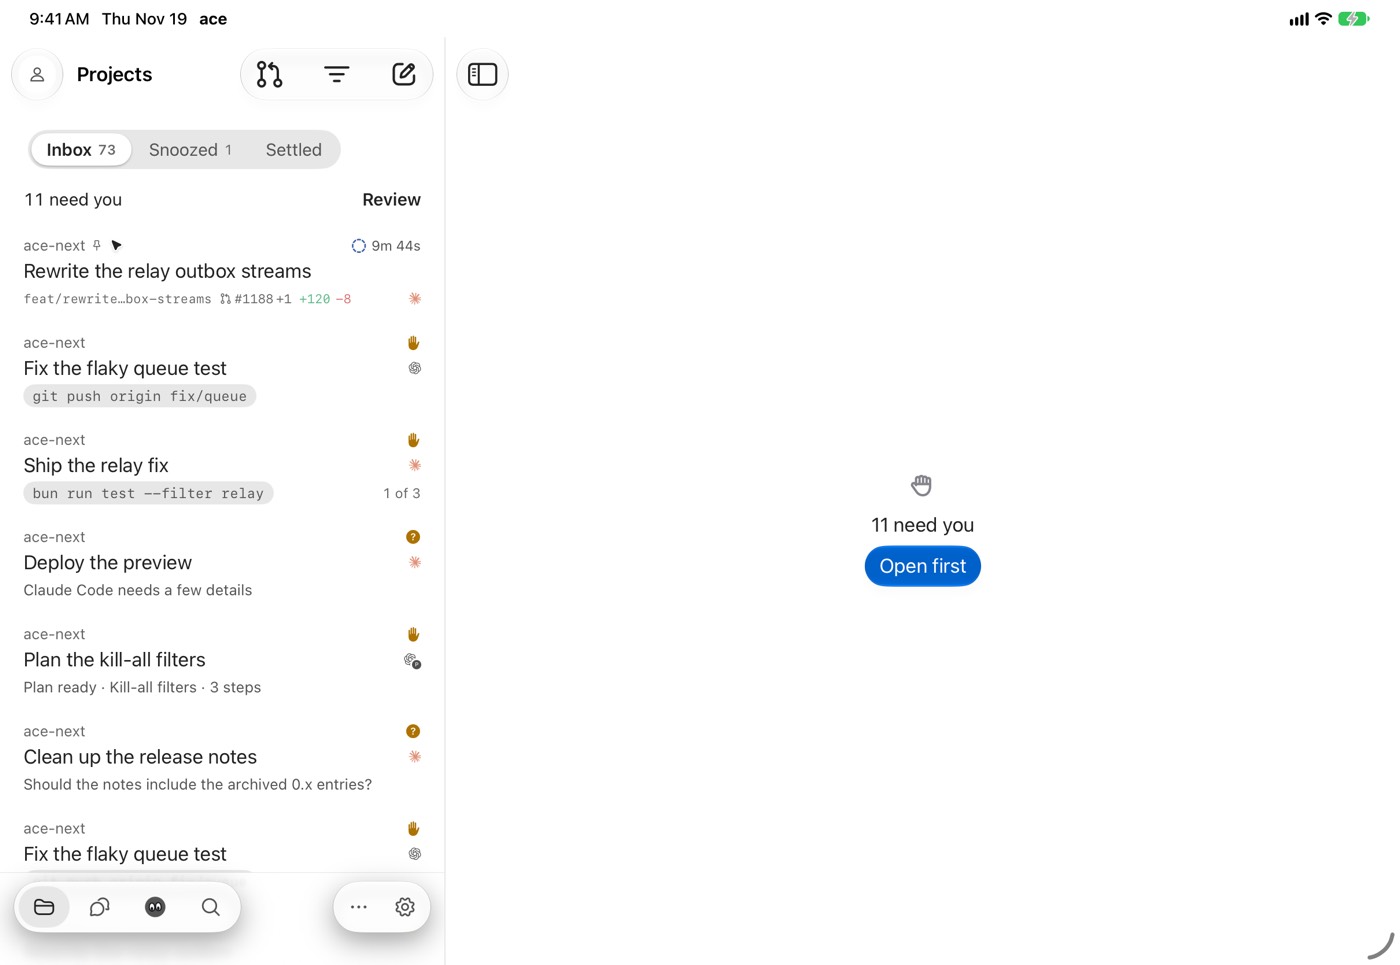 9:41 AM Thu Nov 19 ace
Projects
Inbox 73 Snoozed 1 Settled
11 need you Review
ace-next 9m 44s
Rewrite the relay outbox streams
feat/rewrite…box-streams #1188 +1 +120 −8
ace-next
Fix the flaky queue test
git push origin fix/queue
ace-next
Ship the relay fix
bun run test --filter relay 1 of 3
ace-next
Deploy the preview
Claude Code needs a few details
ace-next
Plan the kill-all filters
P
Plan ready · Kill-all filters · 3 steps
ace-next
Clean up the release notes
Should the notes include the archived 0.x entries?
ace-next
Fix the flaky queue test
11 need you
Open first